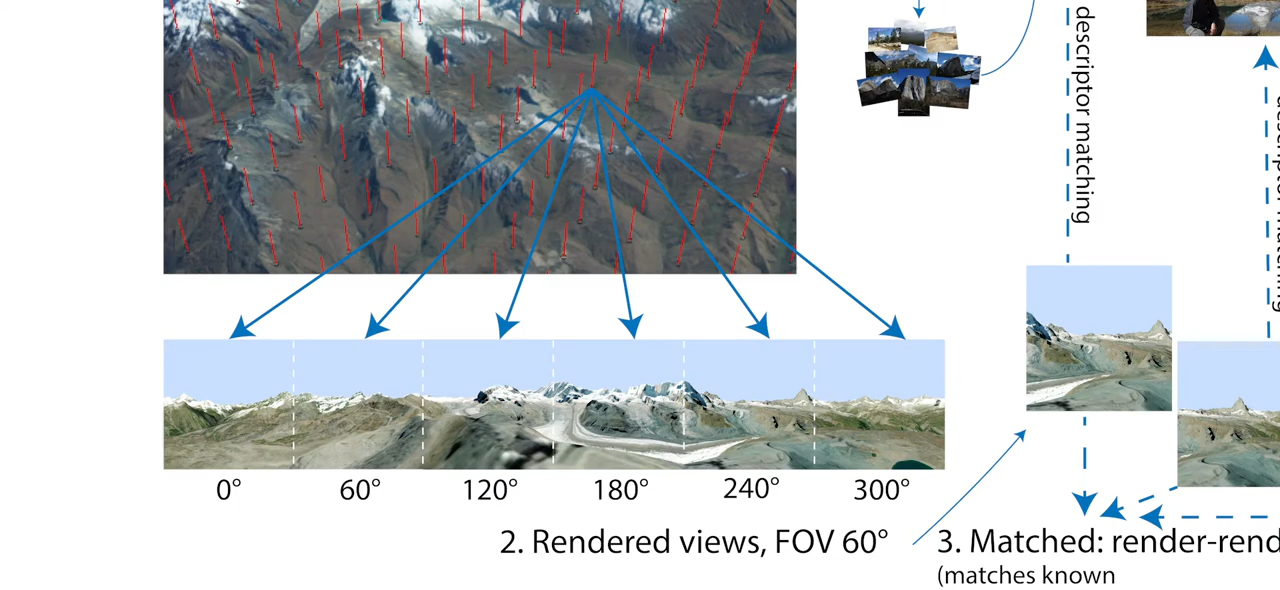 descriptor matching
0° 60° 120° 180° 240° 300°
2. Rendered views, FOV 60°
3. Matched: render-rend
(matches known